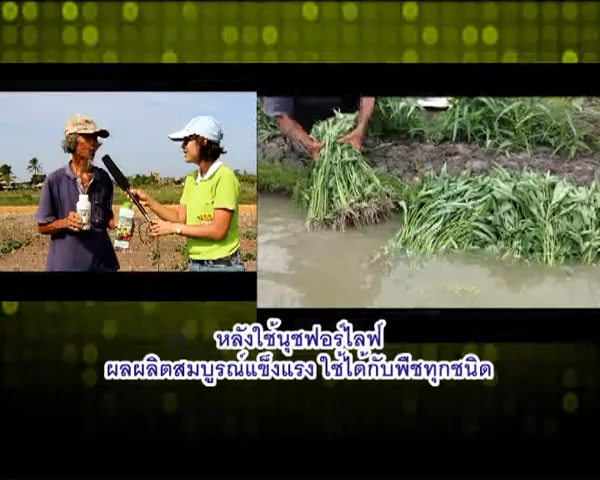 หลังใช้นุชฟอร์ไลฟ์
ผลผลิตสมบูรณ์แข็งแรง ใช้ได้กับพืชทุกชนิด